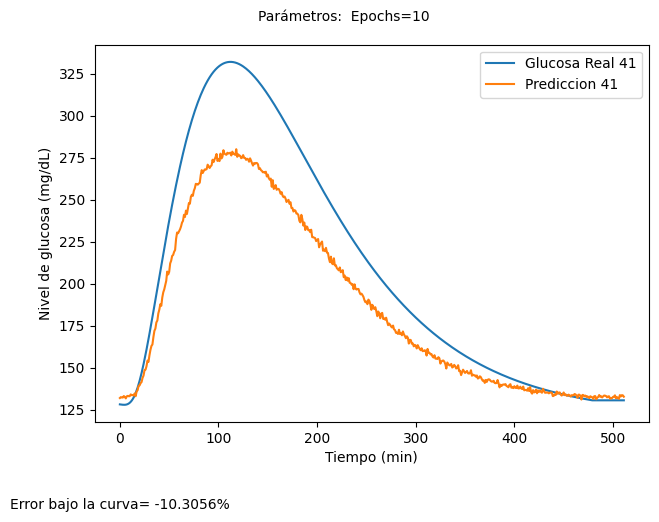 Parámetros:  Epochs=10
Glucosa Real 41
Prediccion 41
Nivel de glucosa (mg/dL)
325
300
275
250
225
200
175
150
125
0 100 200 300 400 500
Tiempo (min)
Error bajo la curva= -10.3056%